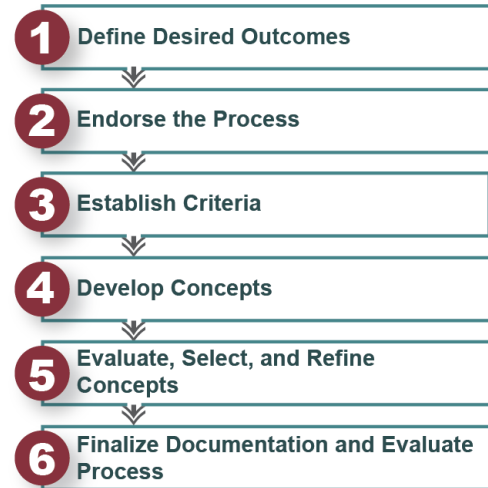 1 Define Desired Outcomes
2 Endorse the Process
3 Establish Criteria
4 Develop Concepts
5 Evaluate, Select, and Refine
Concepts
6 Finalize Documentation and Evaluate
Process